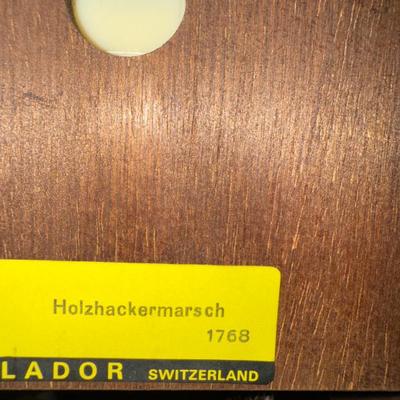 Holzhackermarsch
1768
LADOR SWITZERLAND